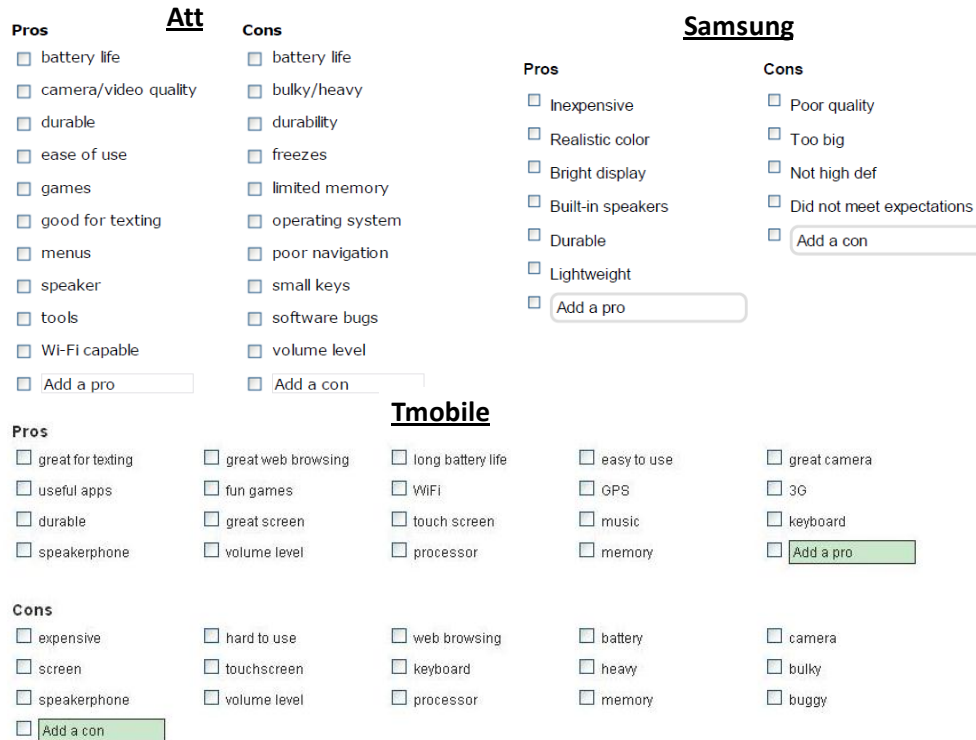 Att
Pros
battery life
camera/video quality
durable
ease of use
games
good for texting
menus
speaker
tools
Wi-Fi capable
Add a pro
Cons
battery life
bulky/heavy
durability
freezes
limited memory
operating system
poor navigation
small keys
software bugs
volume level
Add a con
Samsung
Pros
Inexpensive
Realistic color
Bright display
Built-in speakers
Durable
Lightweight
Add a pro
Cons
Poor quality
Too big
Not high def
Did not meet expectations
Add a con
Tmobile
Pros
great for texting great web browsing long battery life easy to use great camera
useful apps fun games WiFi GPS 3G
durable great screen touch screen music keyboard
speakerphone volume level processor memory Add a pro
Cons
expensive hard to use web browsing battery camera
screen touchscreen keyboard heavy bulky
speakerphone volume level processor memory buggy
Add a con